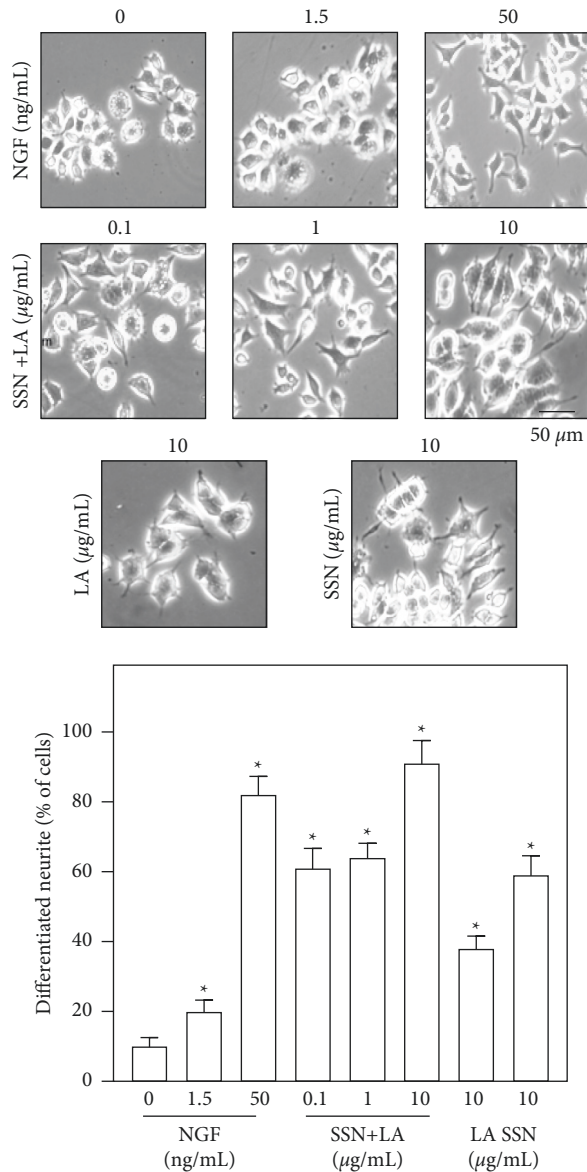 0 1.5 50
NGF (ng/mL)
0.1 1 10
SSN +LA (μg/mL)
m
50 μm
10 10
LA (μg/mL)
SSN (μg/mL)
Differentiated neurite (% of cells)
100
80
60
40
20
0
* * * * * * *
0 1.5 50 0.1 1 10 10 10
NGF SSN+LA LA SSN
(ng/mL) (μg/mL) (μg/mL)